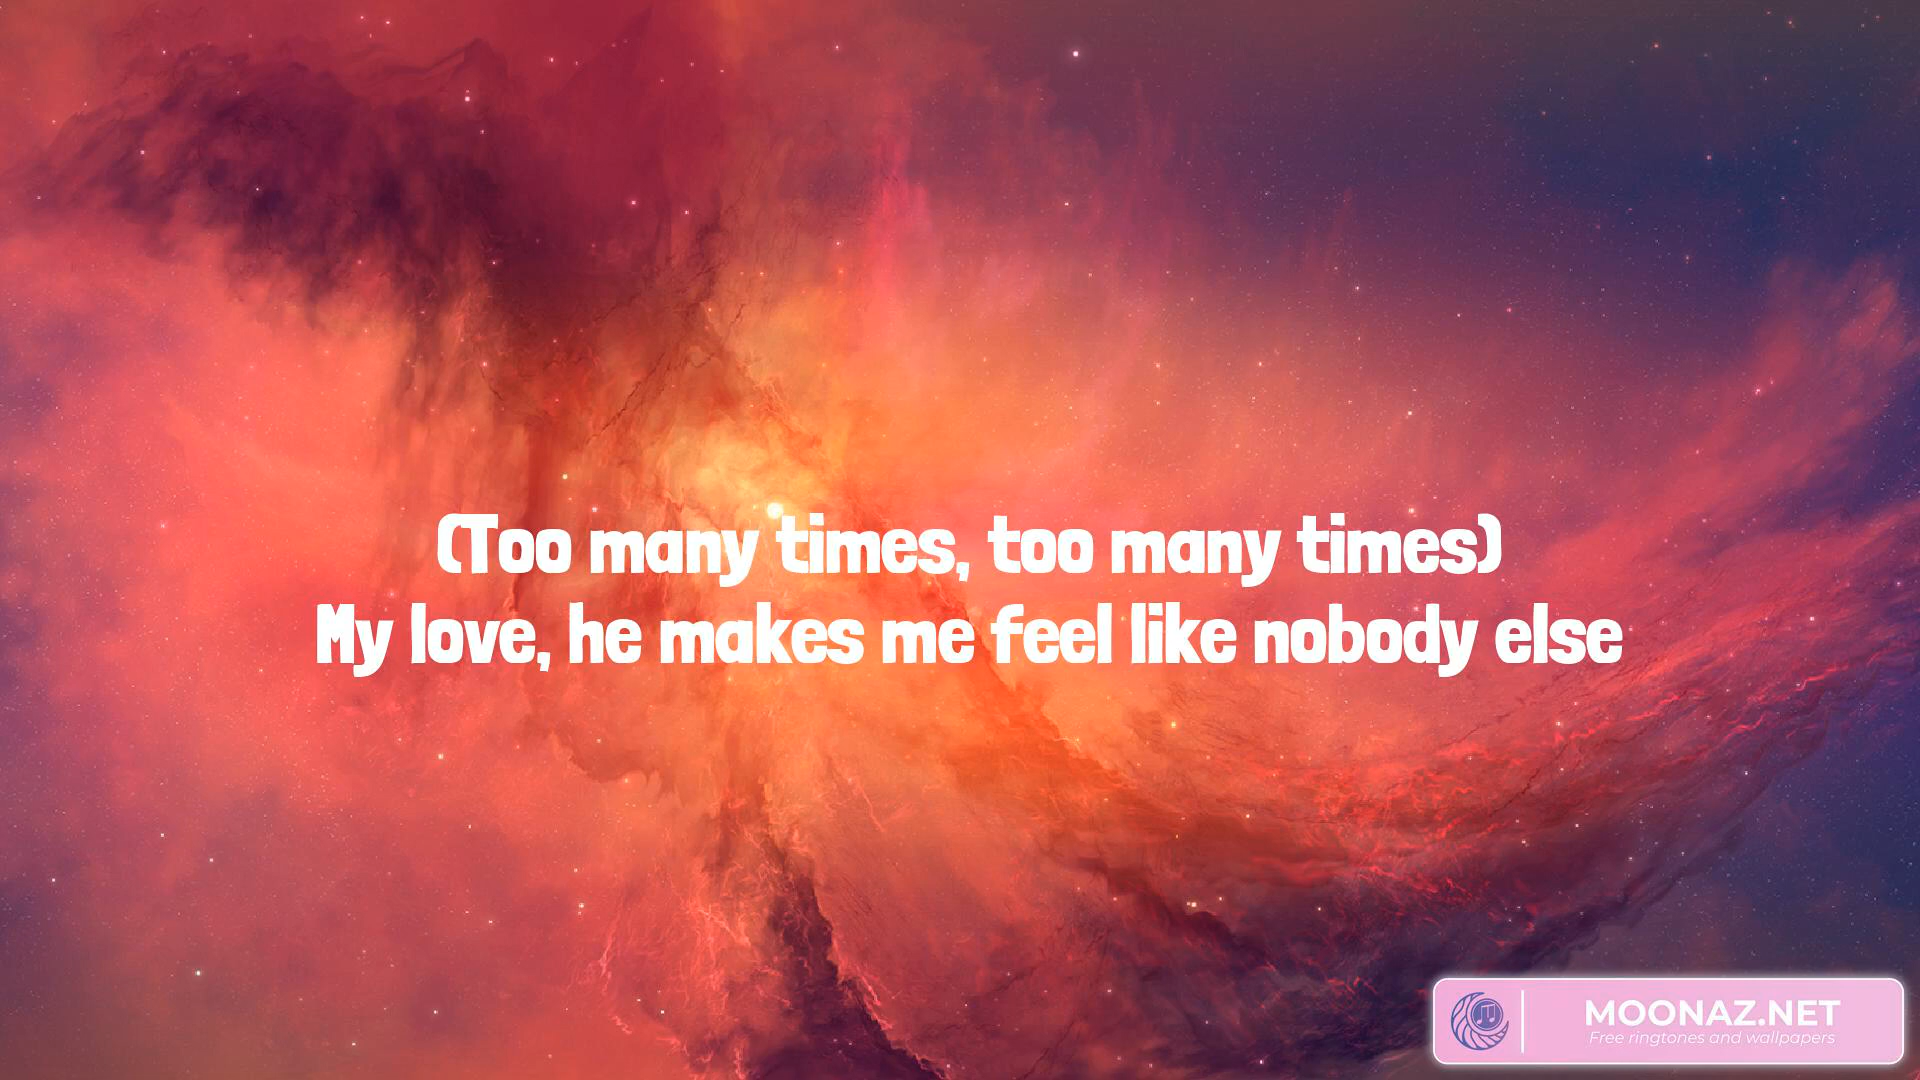 (Too many times, too many times)
My love, he makes me feel like nobody else
MOONAZ.NET
Free ringtones and wallpapers